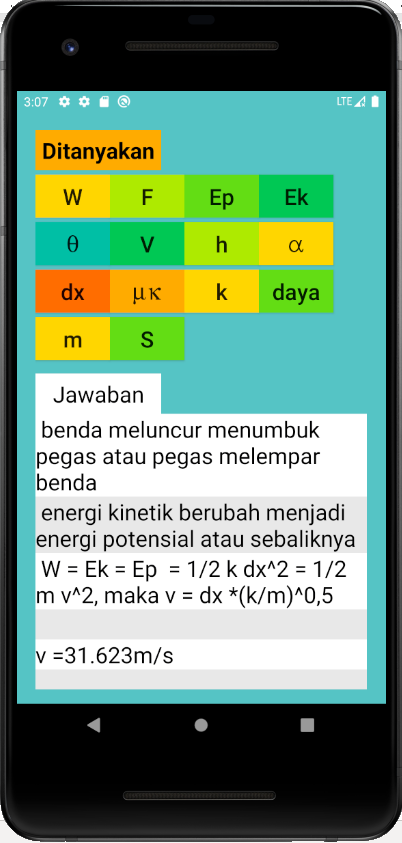 3:07 LTE
Ditanyakan
W F Ep Ek
θ V h α
dx μκ k daya
m S
Jawaban
benda meluncur menumbuk
pegas atau pegas melempar
benda
energi kinetik berubah menjadi
energi potensial atau sebaliknya
W = Ek = Ep  = 1/2 k dx^2 = 1/2
m v^2, maka v = dx *(k/m)^0,5
v =31.623m/s